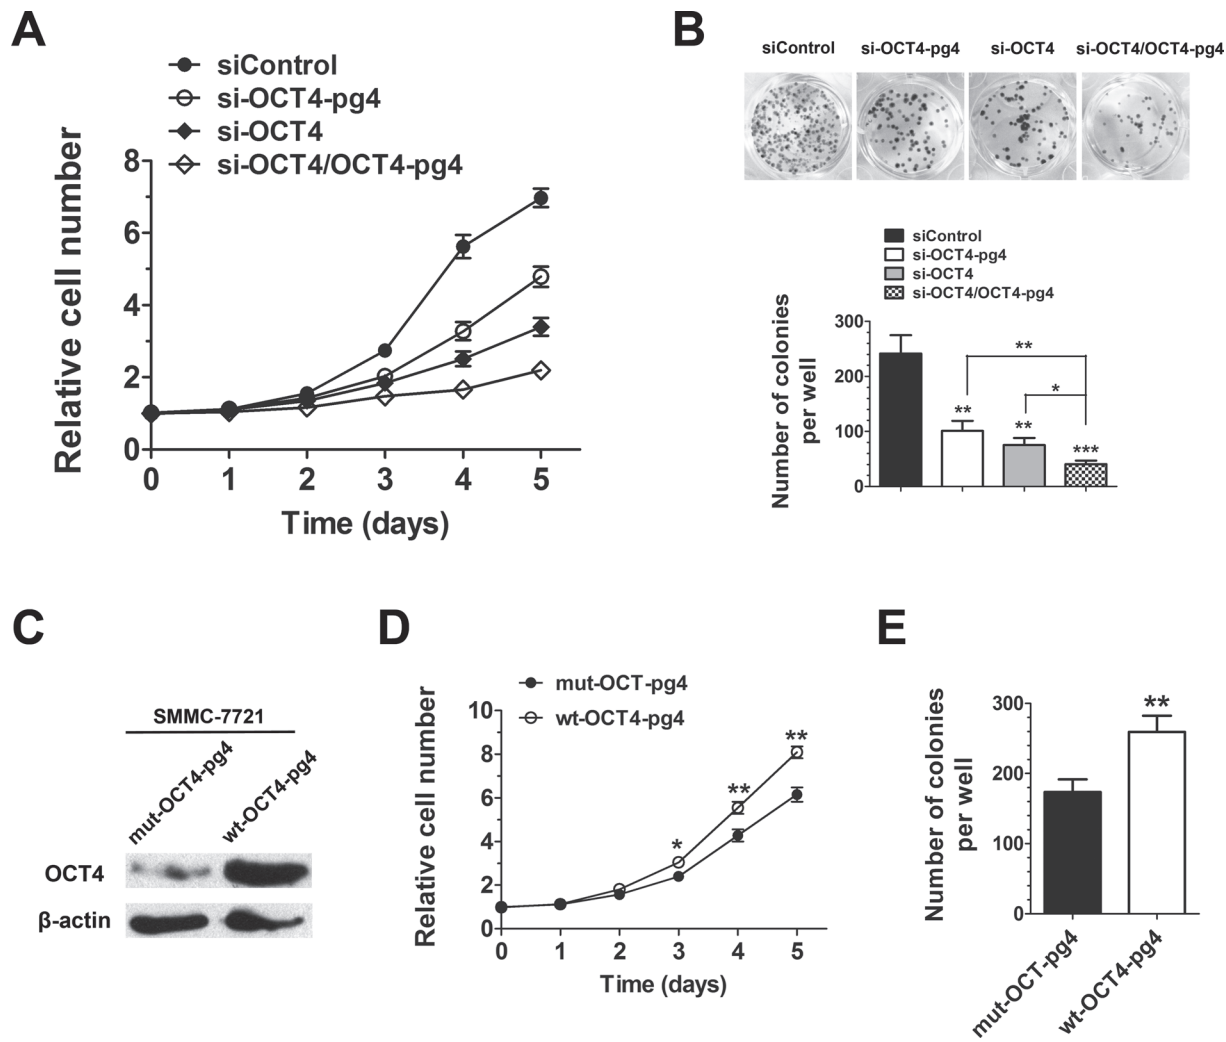 A
siControl
si-OCT4-pg4
si-OCT4
si-OCT4/OCT4-pg4
Relative cell number
8
6
4
2
0
0 1 2 3 4 5
Time (days)
B
siControl si-OCT4-pg4 si-OCT4 si-OCT4/OCT4-pg4
siControl
si-OCT4-pg4
si-OCT4
si-OCT4/OCT4-pg4
Number of colonies
per well
300
200
100
0
**
*
**
**
***
C
SMMC-7721
mut-OCT4-pg4
wt-OCT4-pg4
OCT4
β-actin
D
mut-OCT-pg4
wt-OCT4-pg4
Relative cell number
10
8
6
4
2
0
*
**
**
0 1 2 3 4 5
Time (days)
E
Number of colonies
per well
300
200
100
0
**
mut-OCT-pg4
wt-OCT4-pg4